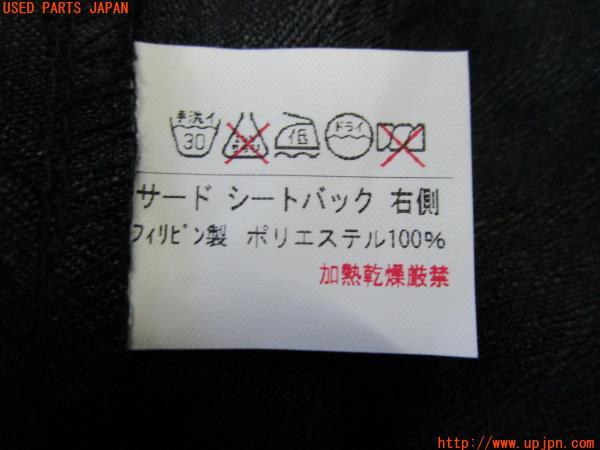 USED PARTS JAPAN
手洗イ
30
低
ドライ
サード シートバック 右側
フィリピン製 ポリエステル100%
加熱乾燥厳禁
http://www.upjpn.com